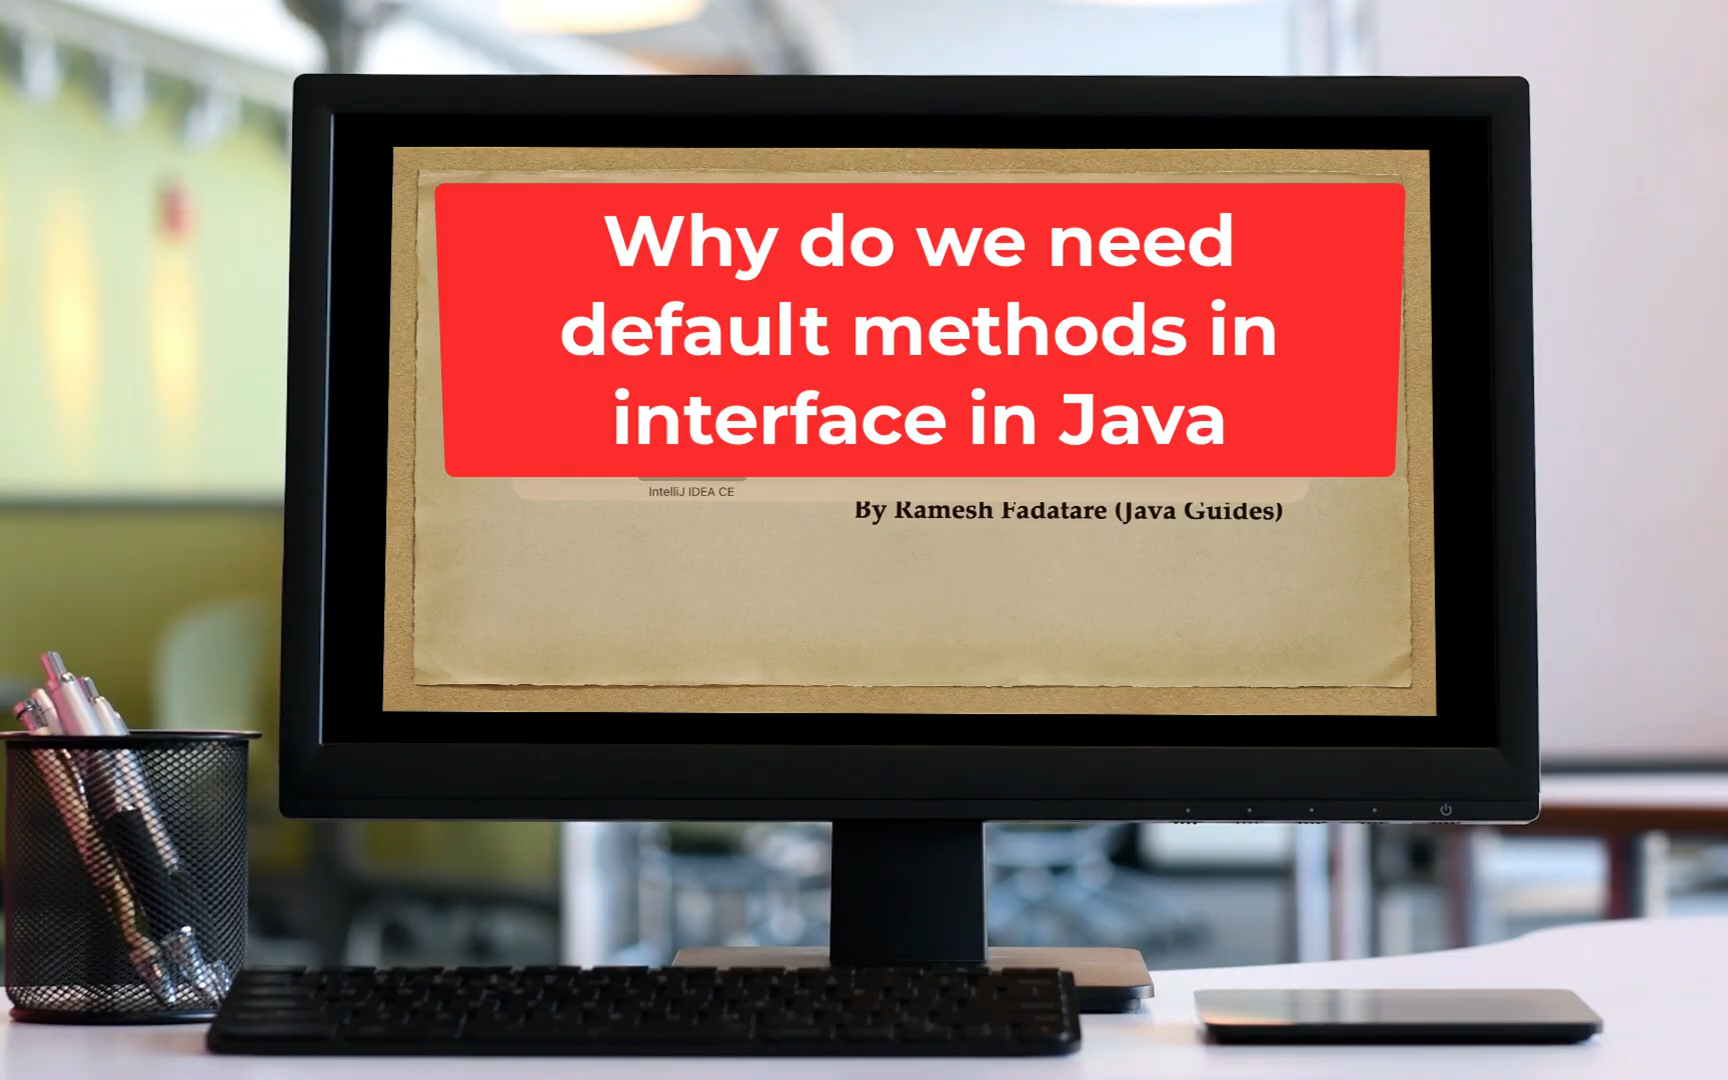 Why do we need
default methods in
interface in Java
IntelliJ IDEA CE
By Ramesh Fadatare (Java Guides)